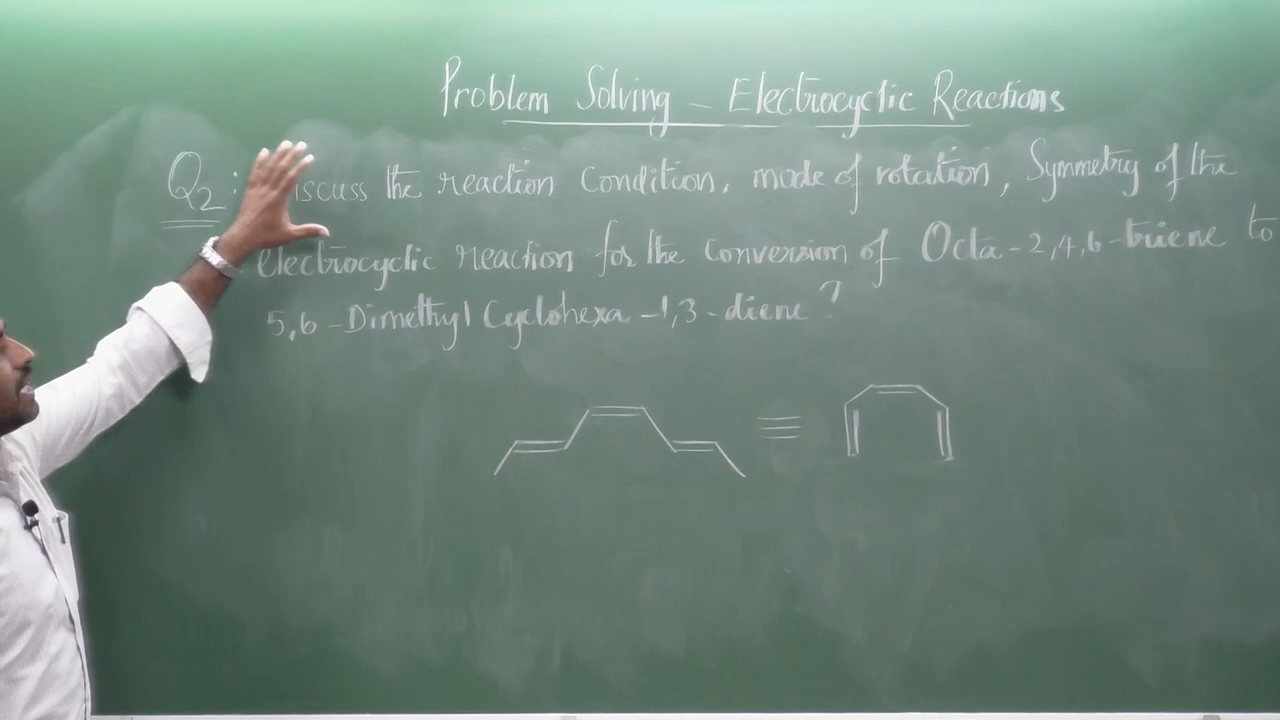 Problem Solving - Electrocyclic Reactions
Q2 : iscuss the reaction condition, mode of rotation, Symmetry of the
electrocyclic reaction for the conversion of Octa-2,4,6-triene to
5,6-Dimethyl Cyclohexa-1,3-diene?